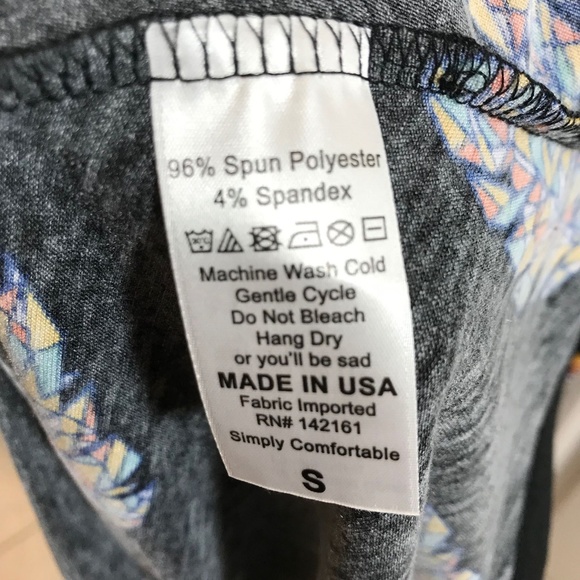 96% Spun Polyester
4% Spandex
Machine Wash Cold
Gentle Cycle
Do Not Bleach
Hang Dry
or you'll be sad
MADE IN USA
Fabric Imported
RN# 142161
Simply Comfortable
S